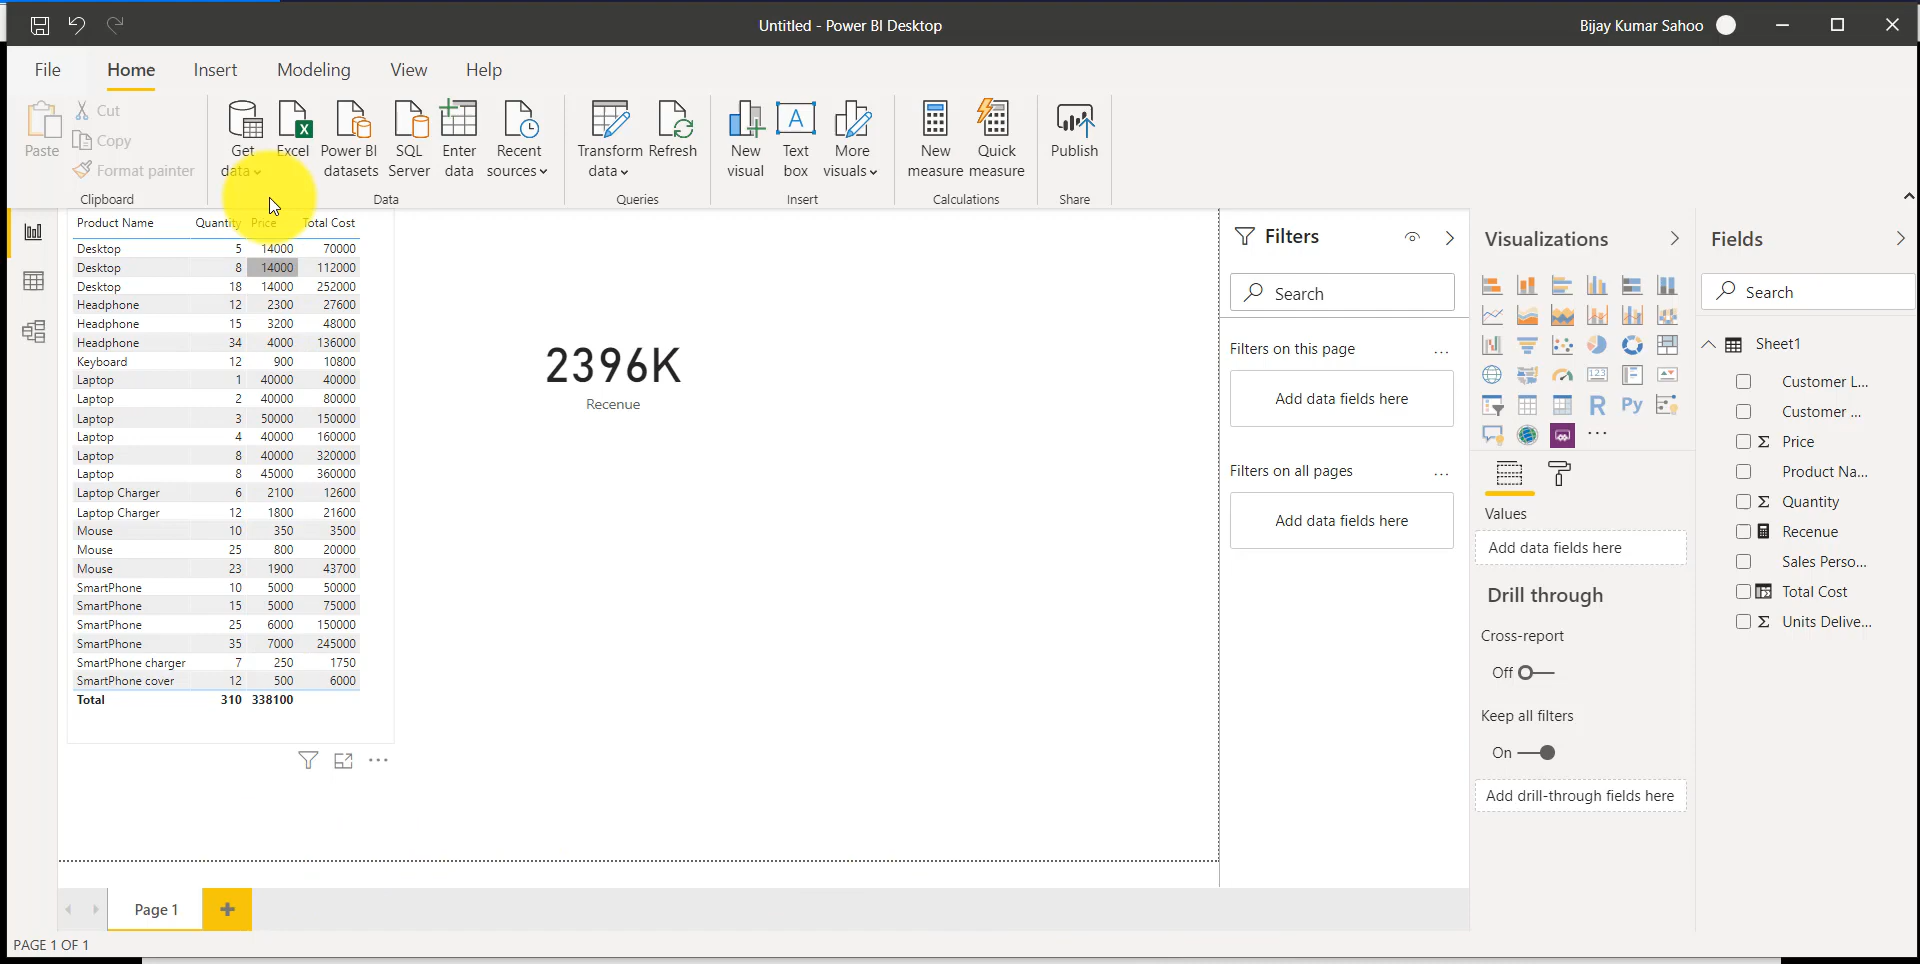 Untitled - Power BI Desktop
Bijay Kumar Sahoo
File Home Insert Modeling View Help
Paste
Cut
Copy
Format painter
Clipboard
Get data
Excel
Power BI datasets
SQL Server
Enter data
Recent sources
Data
Transform data
Refresh
Queries
New visual
Text box
More visuals
Insert
New measure
Quick measure
Calculations
Publish
Share
Product Name Quantity Price Total Cost
Desktop 5 14000 70000
Desktop 8 14000 112000
Desktop 18 14000 252000
Headphone 12 2300 27600
Headphone 15 3200 48000
Headphone 34 4000 136000
Keyboard 12 900 10800
Laptop 1 40000 40000
Laptop 2 40000 80000
Laptop 3 50000 150000
Laptop 4 40000 160000
Laptop 8 40000 320000
Laptop 8 45000 360000
Laptop Charger 6 2100 12600
Laptop Charger 12 1800 21600
Mouse 10 350 3500
Mouse 25 800 20000
Mouse 23 1900 43700
SmartPhone 10 5000 50000
SmartPhone 15 5000 75000
SmartPhone 25 6000 150000
SmartPhone 35 7000 245000
SmartPhone charger 7 250 1750
SmartPhone cover 12 500 6000
Total 310 338100
2396K
Recenue
Filters
Search
Filters on this page ...
Add data fields here
Filters on all pages ...
Add data fields here
Visualizations
123
R Py
...
Values
Add data fields here
Drill through
Cross-report
Off
Keep all filters
On
Add drill-through fields here
Fields
Search
Sheet1
Customer L...
Customer ...
Σ Price
Product Na...
Σ Quantity
Recenue
Sales Perso...
Total Cost
Σ Units Delive...
Page 1
PAGE 1 OF 1